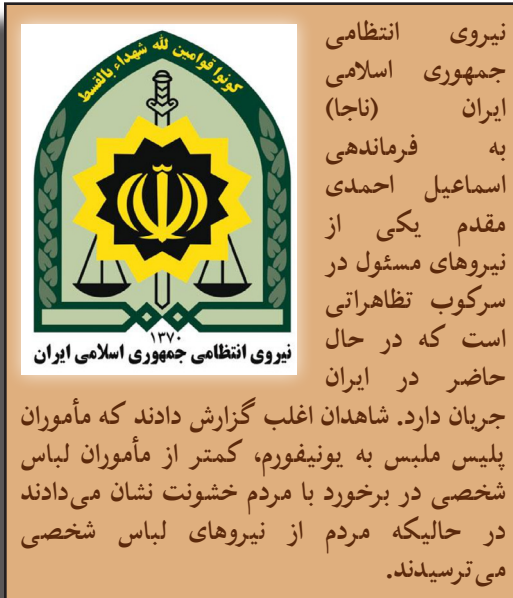 نیروی انتظامی
جمهوری اسلامی
ایران (ناجا)
به فرماندهی
اسماعیل احمدی
مقدم یکی از
نیروهای مسئول در
سرکوب تظاهراتی
است که در حال
حاضر در ایران
جریان دارد. شاهدان اغلب گزارش دادند که مأموران
پلیس ملبس به یونیفورم، کمتر از مأموران لباس
شخصی در برخورد با مردم خشونت نشان می‌دادند
در حالیکه مردم از نیروهای لباس شخصی
می‌ترسیدند.
کونوا قوامین لله شهداء بالقسط
۱۳۷۰
نیروی انتظامی جمهوری اسلامی ایران